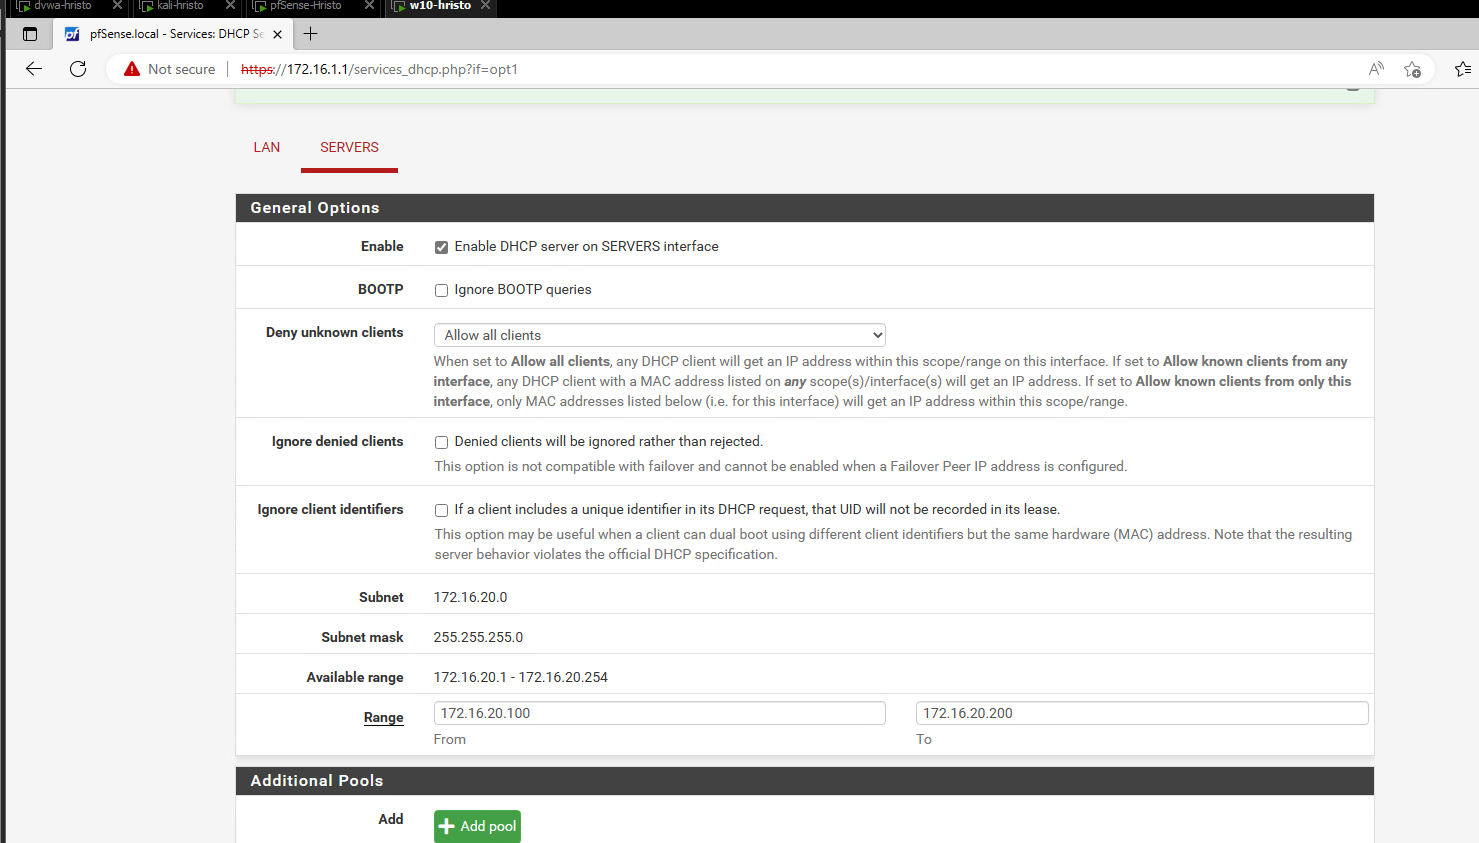 dvwa-hristo
kali-hristo
pfSense-Hristo
w10-hristo
pfSense.local - Services: DHCP Se
Not secure
https://172.16.1.1/services_dhcp.php?if=opt1
LAN
SERVERS
General Options
Enable
Enable DHCP server on SERVERS interface
BOOTP
Ignore BOOTP queries
Deny unknown clients
Allow all clients
When set to Allow all clients, any DHCP client will get an IP address within this scope/range on this interface. If set to Allow known clients from any
interface, any DHCP client with a MAC address listed on any scope(s)/interface(s) will get an IP address. If set to Allow known clients from only this
interface, only MAC addresses listed below (i.e. for this interface) will get an IP address within this scope/range.
Ignore denied clients
Denied clients will be ignored rather than rejected.
This option is not compatible with failover and cannot be enabled when a Failover Peer IP address is configured.
Ignore client identifiers
If a client includes a unique identifier in its DHCP request, that UID will not be recorded in its lease.
This option may be useful when a client can dual boot using different client identifiers but the same hardware (MAC) address. Note that the resulting
server behavior violates the official DHCP specification.
Subnet
172.16.20.0
Subnet mask
255.255.255.0
Available range
172.16.20.1 - 172.16.20.254
Range
172.16.20.100
172.16.20.200
From
To
Additional Pools
Add
Add pool